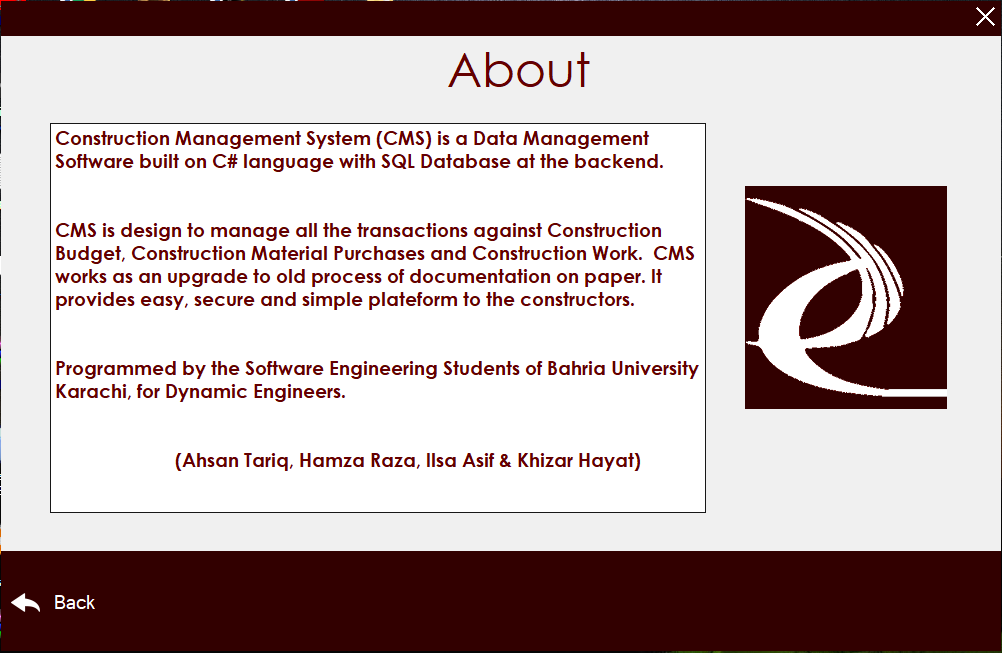 About
Construction Management System (CMS) is a Data Management
Software built on C# language with SQL Database at the backend.
CMS is design to manage all the transactions against Construction
Budget, Construction Material Purchases and Construction Work.  CMS
works as an upgrade to old process of documentation on paper. It
provides easy, secure and simple plateform to the constructors.
Programmed by the Software Engineering Students of Bahria University
Karachi, for Dynamic Engineers.
(Ahsan Tariq, Hamza Raza, Ilsa Asif & Khizar Hayat)
Back